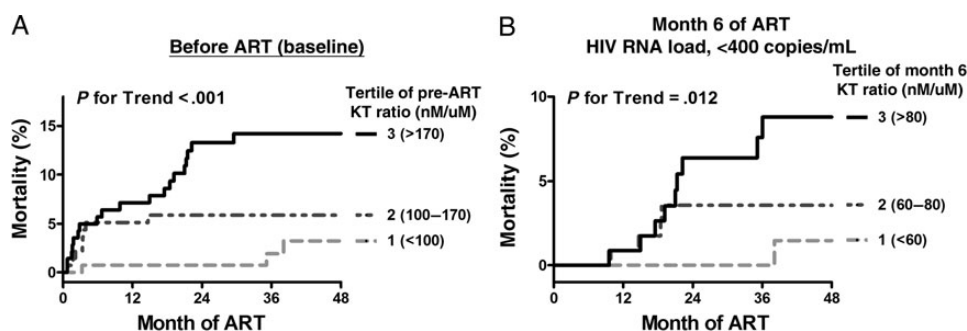 A
Before ART (baseline)
P for Trend <.001
Tertile of pre-ART
KT ratio (nM/uM)
3 (>170)
2 (100–170)
1 (<100)
Mortality (%)
15
10
5
0
0 12 24 36 48
Month of ART
B
Month 6 of ART
HIV RNA load, <400 copies/mL
P for Trend = .012
Tertile of month 6
KT ratio (nM/uM)
3 (>80)
2 (60–80)
1 (<60)
Mortality (%)
10
5
0
0 12 24 36 48
Month of ART